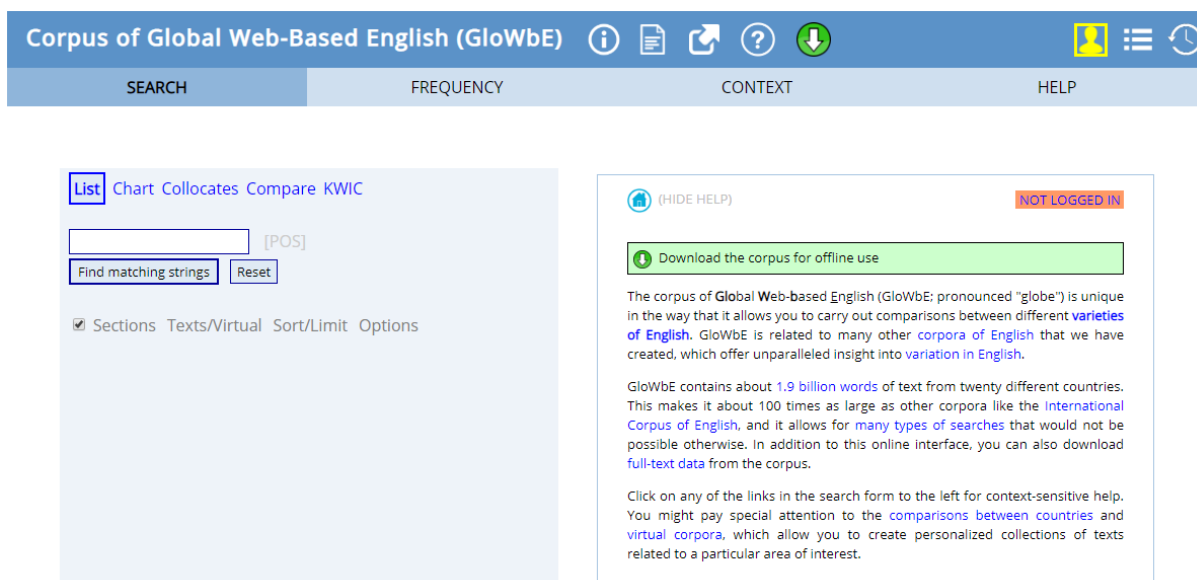 Corpus of Global Web-Based English (GloWbE)
SEARCH FREQUENCY CONTEXT HELP
List Chart Collocates Compare KWIC
[POS]
Find matching strings Reset
Sections Texts/Virtual Sort/Limit Options
(HIDE HELP) NOT LOGGED IN
Download the corpus for offline use
The corpus of Global Web-based English (GloWbE; pronounced "globe") is unique
in the way that it allows you to carry out comparisons between different varieties
of English. GloWbE is related to many other corpora of English that we have
created, which offer unparalleled insight into variation in English.
GloWbE contains about 1.9 billion words of text from twenty different countries.
This makes it about 100 times as large as other corpora like the International
Corpus of English, and it allows for many types of searches that would not be
possible otherwise. In addition to this online interface, you can also download
full-text data from the corpus.
Click on any of the links in the search form to the left for context-sensitive help.
You might pay special attention to the comparisons between countries and
virtual corpora, which allow you to create personalized collections of texts
related to a particular area of interest.